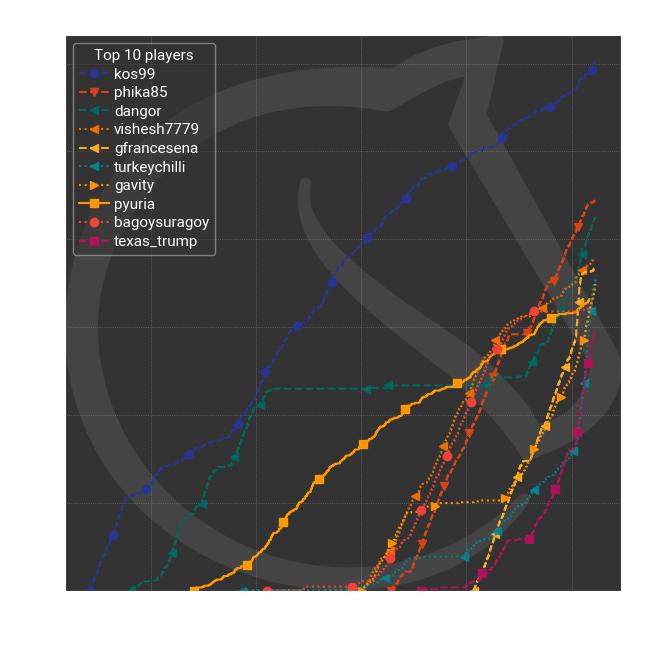 Top 10 players
kos99
phika85
dangor
vishesh7779
gfrancesena
turkeychilli
gavity
pyuria
bagoysuragoy
texas_trump